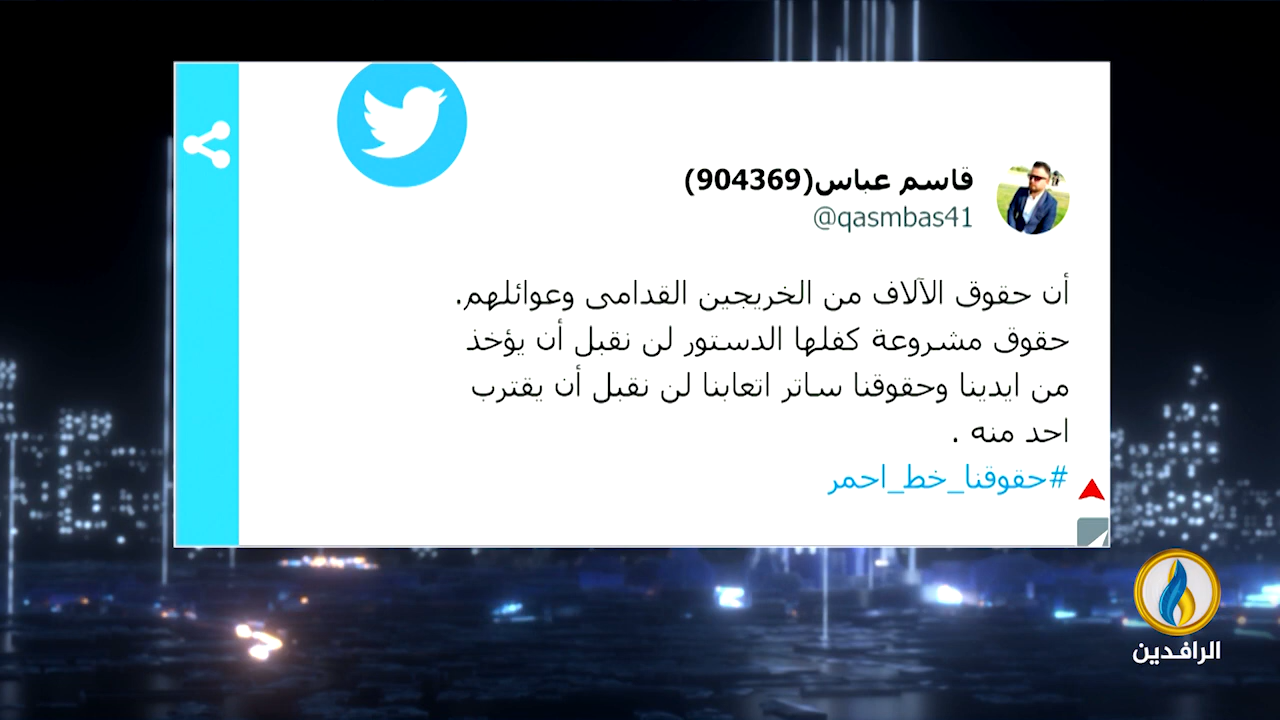 قاسم عباس(904369)
@qasmbas41
أن حقوق الآلاف من الخريجين القدامى وعوائلهم.
حقوق مشروعة كفلها الدستور لن نقبل أن يؤخذ
من ايدينا وحقوقنا ساتر اتعابنا لن نقبل أن يقترب
احد منه .
#حقوقنا_خط_احمر
الرافدين